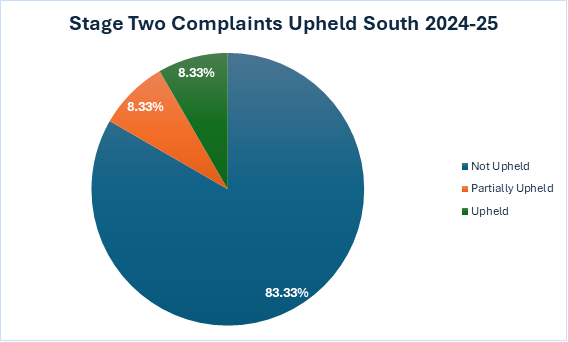 Stage Two Complaints Upheld South 2024-25
8.33%
8.33%
Not Upheld
Partially Upheld
Upheld
83.33%